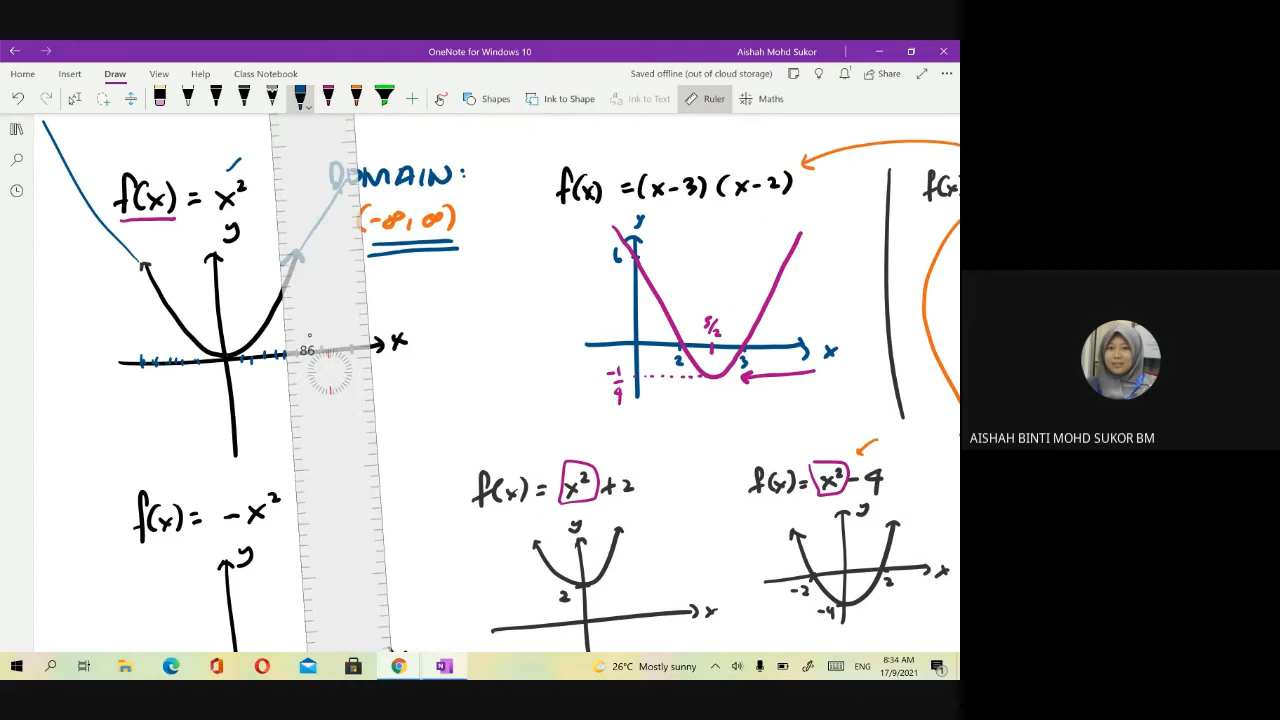 OneNote for Windows 10
Aishah Mohd Sukor
Home Insert Draw View Help Class Notebook
Saved offline (out of cloud storage)
Share
Shapes
Ink to Shape
Ink to Text
Ruler
Maths
f(x) = x²
y
x
DOMAIN:
(-∞, ∞)
86°
f(x) = (x-3)(x-2)
y
6
5/2
2
3
x
-1/4
f(x)
f(x) = -x²
y
f(x) = x² + 2
y
2
x
f(x) = x² - 4
y
x
-2
2
-4
AISHAH BINTI MOHD SUKOR BM
26°C Mostly sunny
ENG
8:34 AM
17/9/2021
1